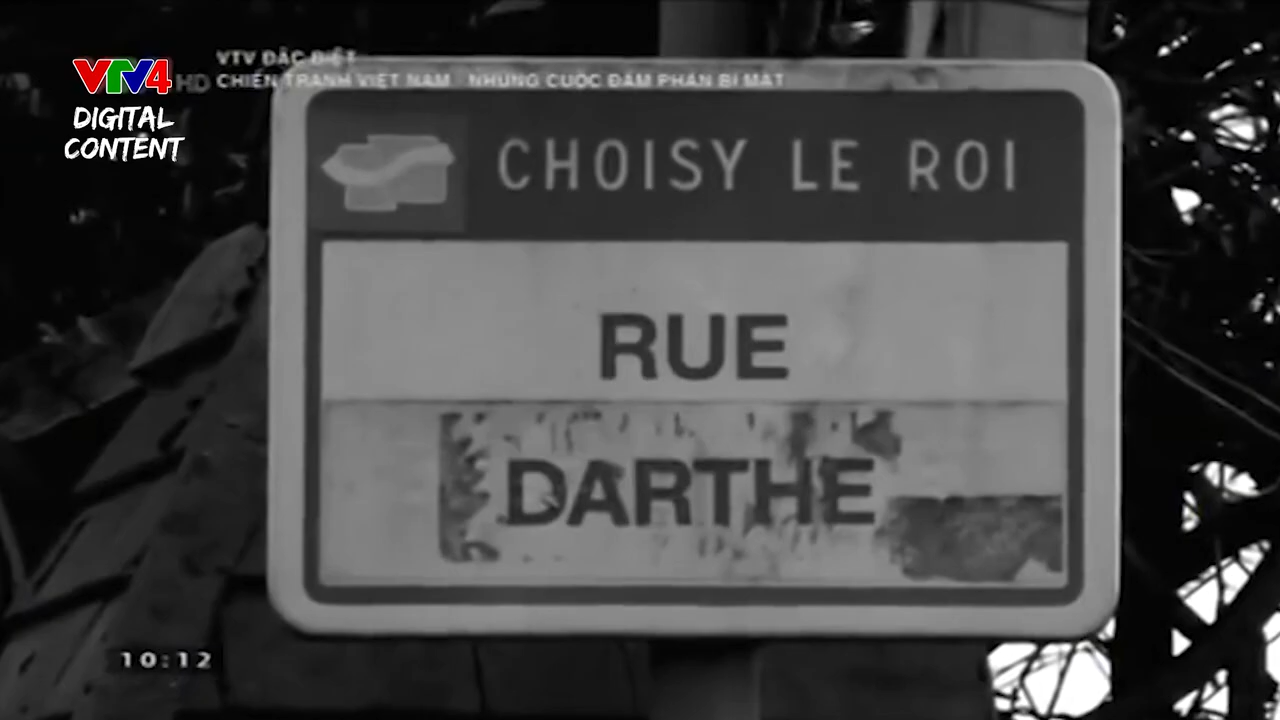 VTV ĐẶC BIỆT
VTV4 HD CHIẾN TRANH VIỆT NAM NHỮNG CUỘC ĐÀM PHÁN BÍ MẬT
DIGITAL
CONTENT
CHOISY LE ROI
RUE
DARTHE
10:12